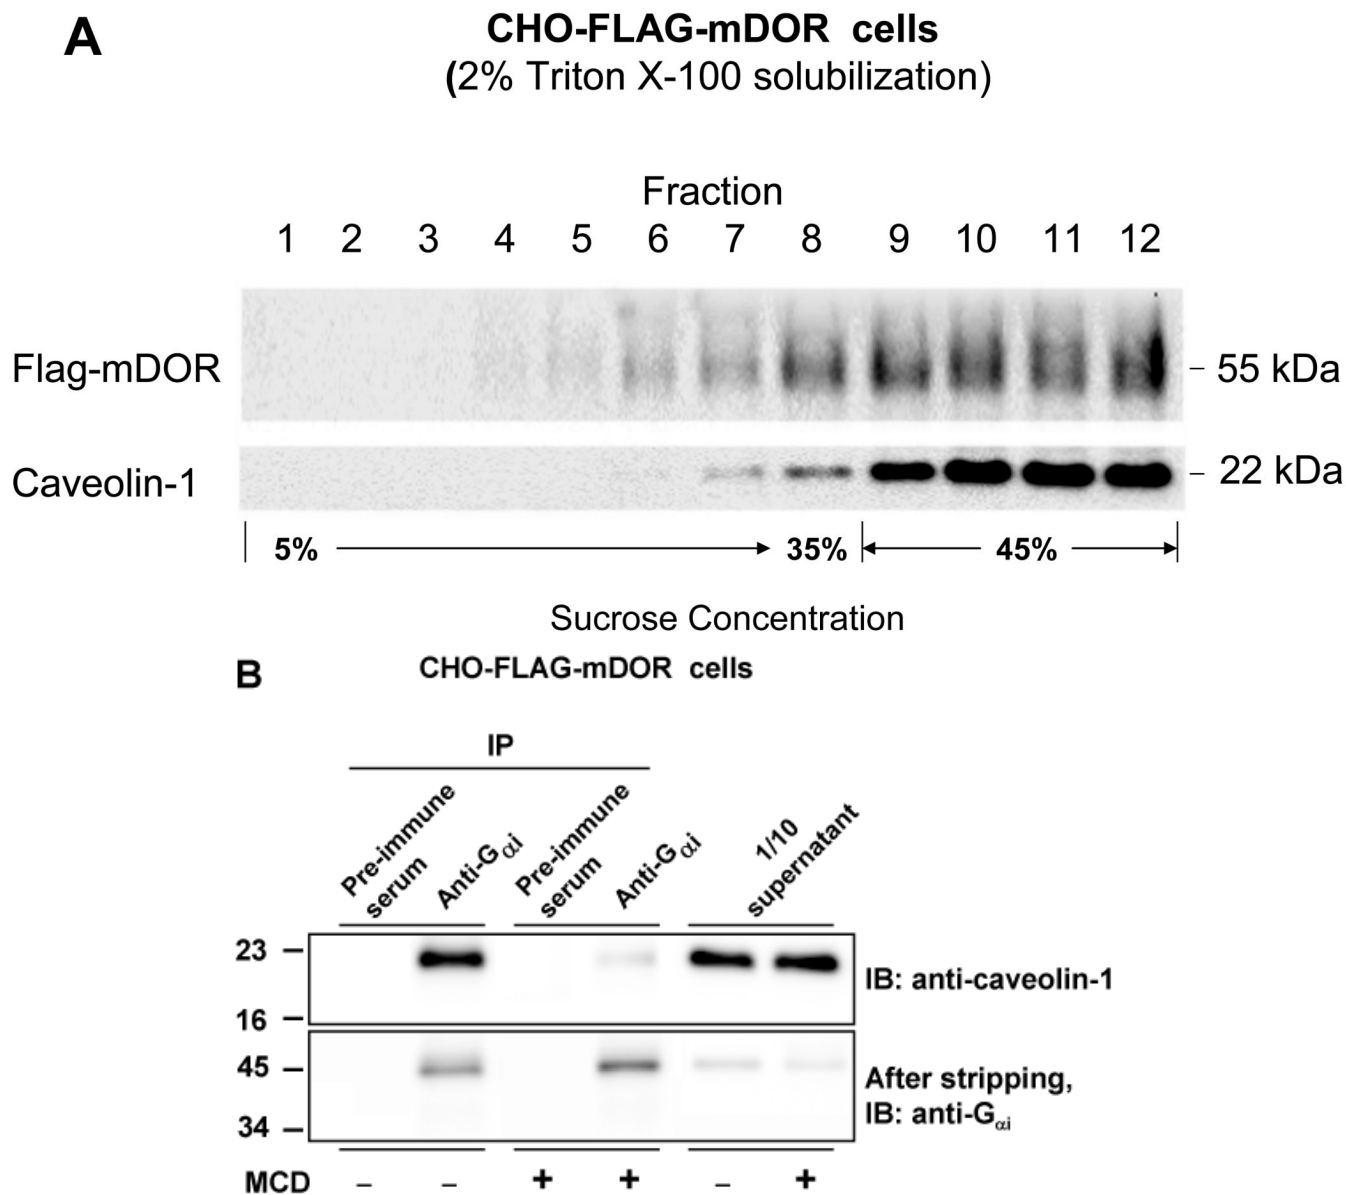 A
CHO-FLAG-mDOR cells
(2% Triton X-100 solubilization)
Fraction
1 2 3 4 5 6 7 8 9 10 11 12
Flag-mDOR
– 55 kDa
Caveolin-1
– 22 kDa
5% 35% 45%
Sucrose Concentration
B
CHO-FLAG-mDOR cells
IP
Pre-immune serum
Anti-Gαi
Pre-immune serum
Anti-Gαi
1/10 supernatant
23
16
IB: anti-caveolin-1
45
34
After stripping,
IB: anti-Gαi
MCD – – + + – +